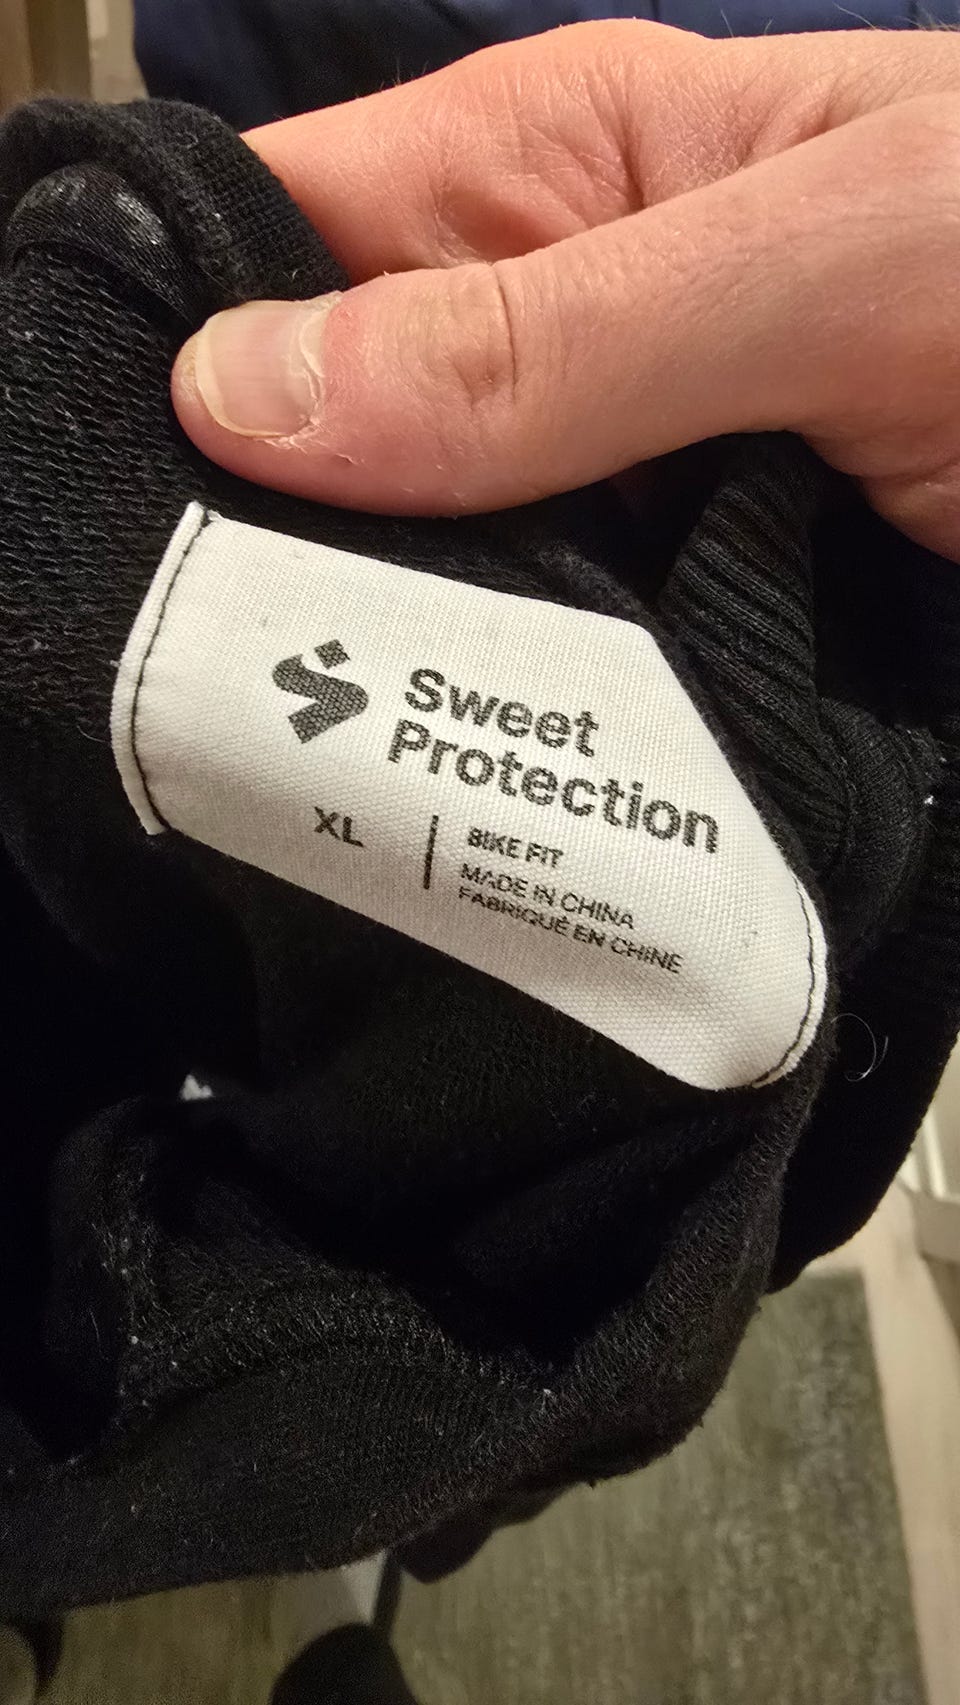 Sweet
Protection
XL
BIKE FIT
MADE IN CHINA
FABRIQUÉ EN CHINE